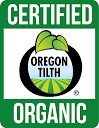 CERTIFIED
OREGON
TILTH
®
ORGANIC